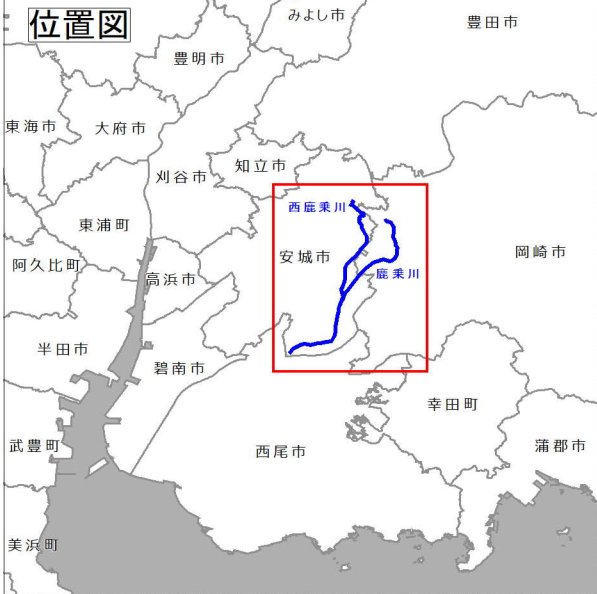 位置図
みよし市
豊田市
豊明市
東海市
大府市
知立市
刈谷市
西鹿乗川
東浦町
安城市
岡崎市
阿久比町
高浜市
鹿乗川
半田市
碧南市
幸田町
武豊町
西尾市
蒲郡市
美浜町